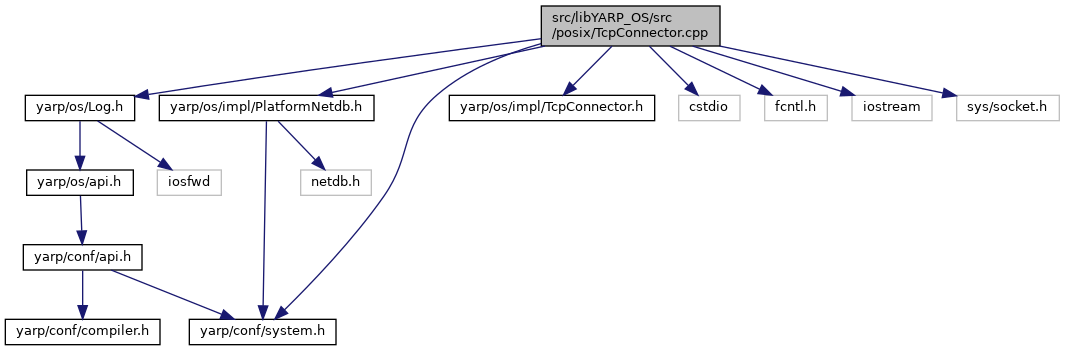 src/libYARP_OS/src
/posix/TcpConnector.cpp
yarp/os/Log.h
yarp/os/impl/PlatformNetdb.h
yarp/os/impl/TcpConnector.h
cstdio
fcntl.h
iostream
sys/socket.h
yarp/os/api.h
iosfwd
netdb.h
yarp/conf/api.h
yarp/conf/compiler.h
yarp/conf/system.h